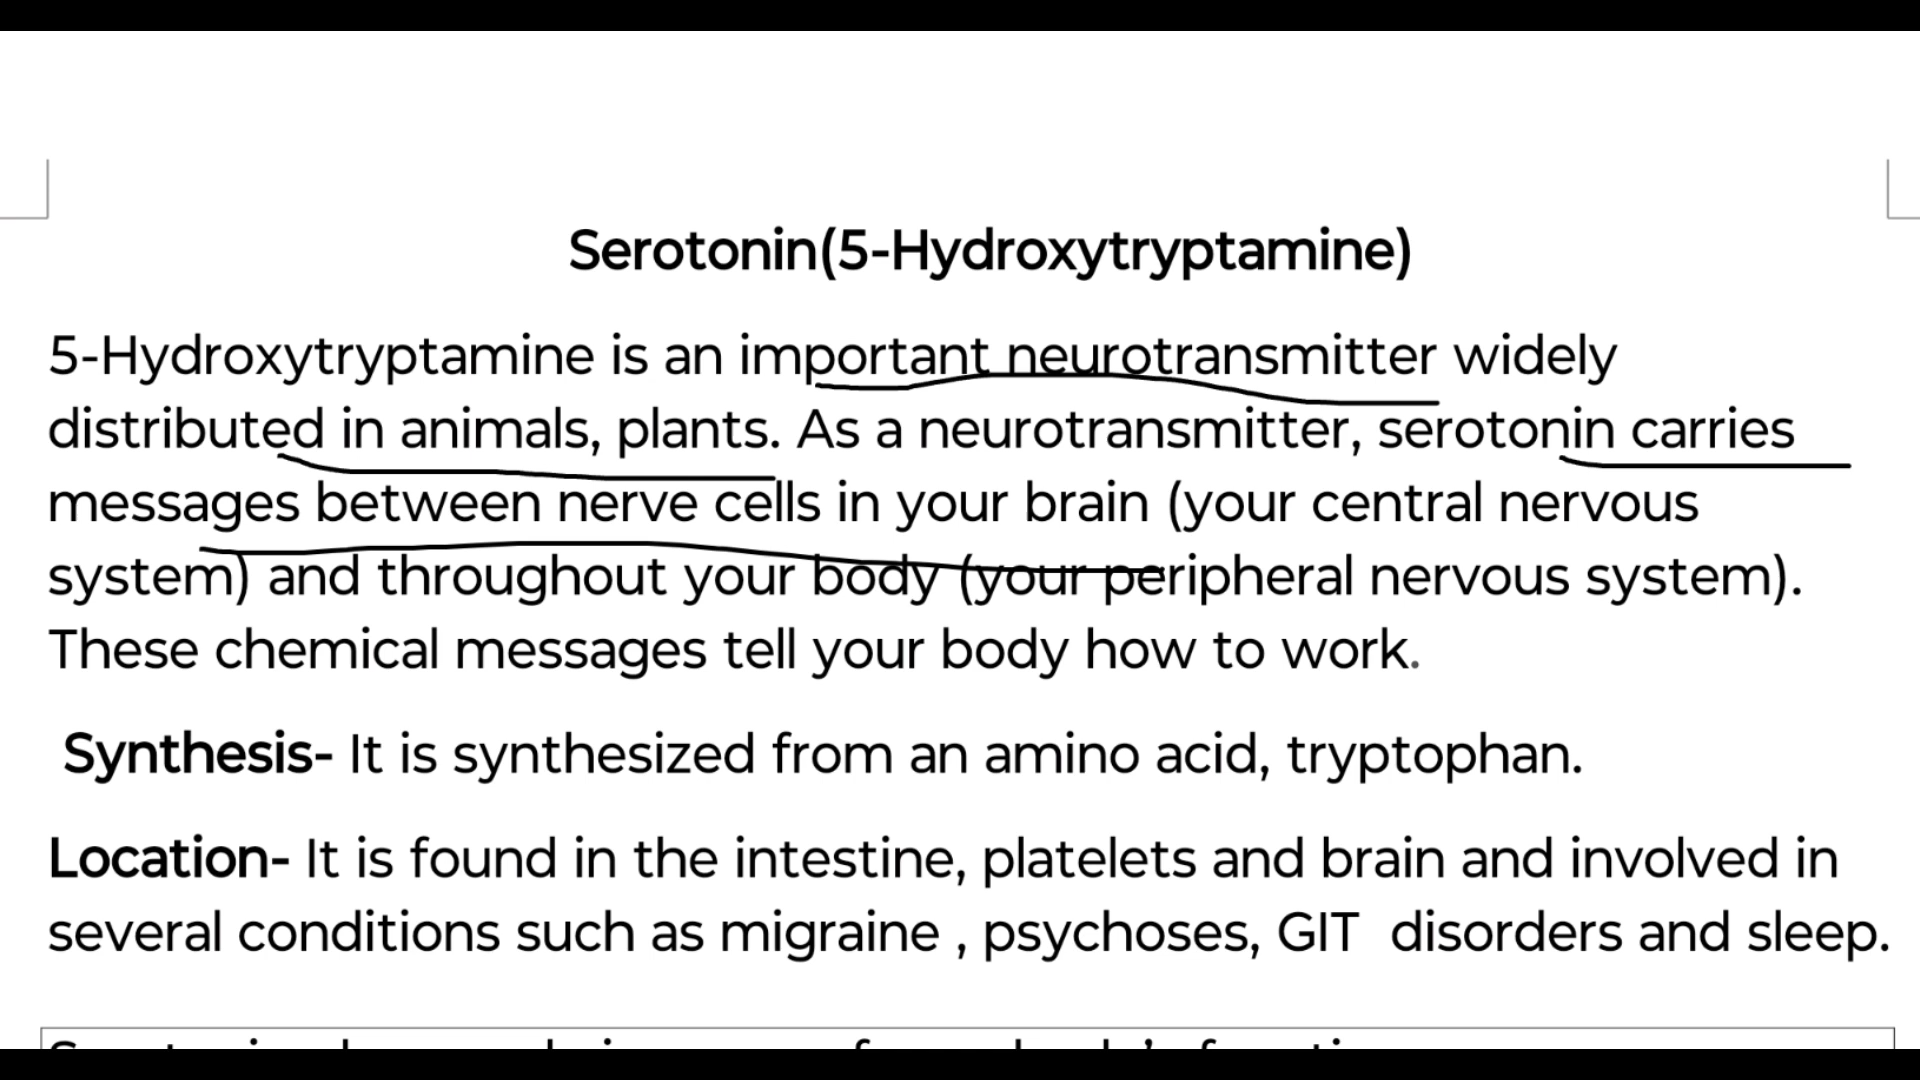 Serotonin(5-Hydroxytryptamine)
5-Hydroxytryptamine is an important neurotransmitter widely
distributed in animals, plants. As a neurotransmitter, serotonin carries
messages between nerve cells in your brain (your central nervous
system) and throughout your body (your peripheral nervous system).
These chemical messages tell your body how to work.
Synthesis- It is synthesized from an amino acid, tryptophan.
Location- It is found in the intestine, platelets and brain and involved in
several conditions such as migraine , psychoses, GIT  disorders and sleep.